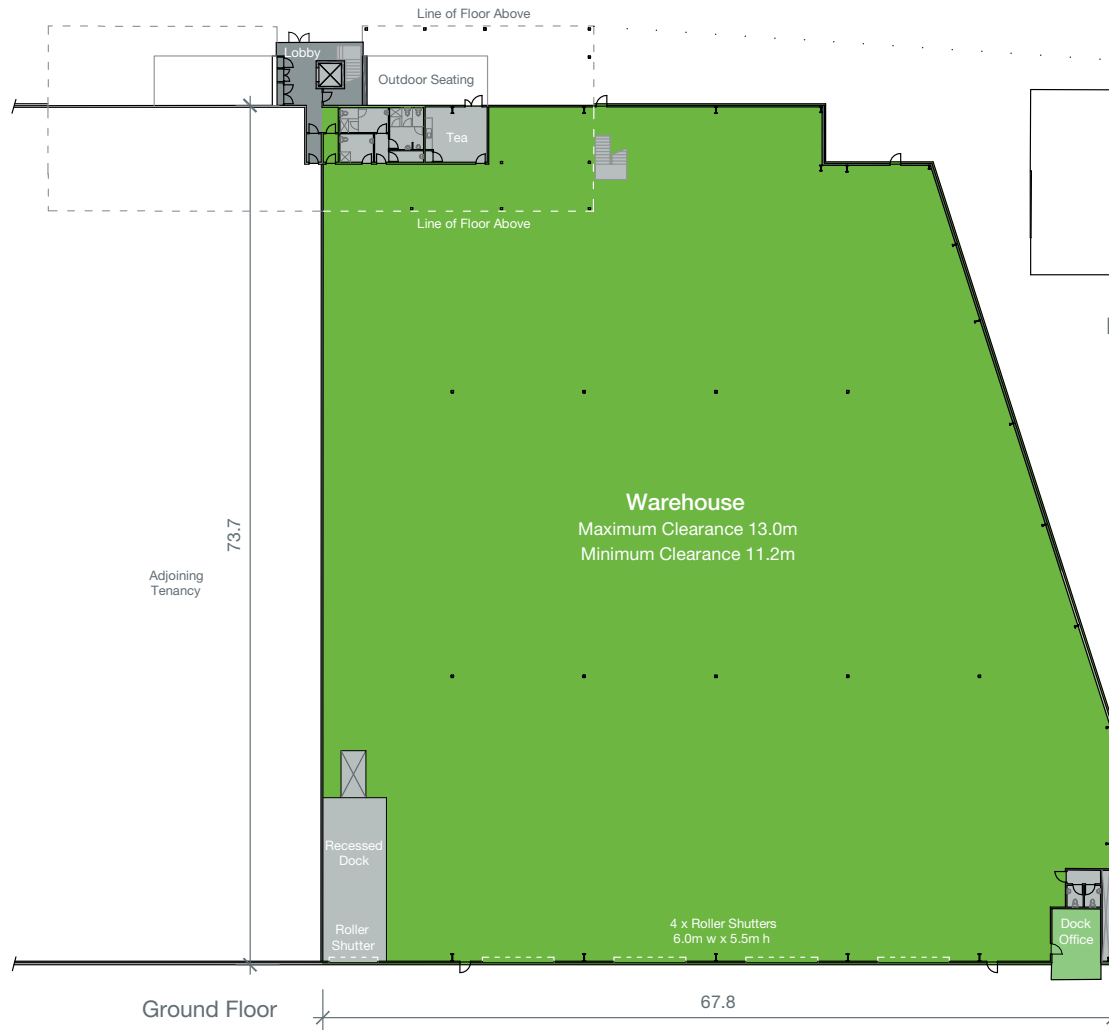 Line of Floor Above
Lobby
Outdoor Seating
Tea
Line of Floor Above
Warehouse
Maximum Clearance 13.0m
Minimum Clearance 11.2m
73.7
Adjoining
Tenancy
Recessed
Dock
Roller
Shutter
4 x Roller Shutters
6.0m w x 5.5m h
Dock
Office
Ground Floor
67.8